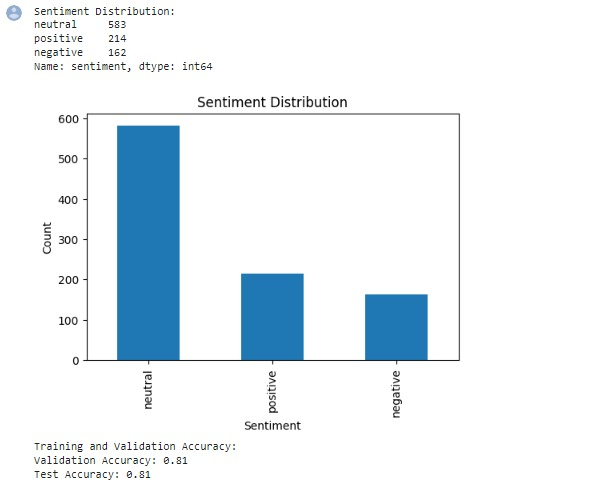 Sentiment Distribution:
neutral 583
positive 214
negative 162
Name: sentiment, dtype: int64
Sentiment Distribution
600
500
400
300
200
100
0
Count
neutral
positive
negative
Sentiment
Training and Validation Accuracy:
Validation Accuracy: 0.81
Test Accuracy: 0.81